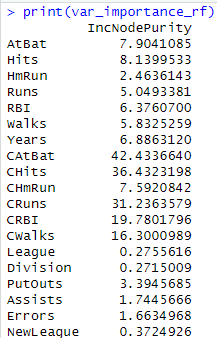 > print(var_importance_rf)
IncNodePurity
AtBat 7.9041085
Hits 8.1399533
HmRun 2.4636143
Runs 5.0493381
RBI 6.3760700
Walks 5.8325259
Years 6.8863120
CAtBat 42.4336640
CHits 36.4323198
CHmRun 7.5920842
CRuns 31.2363579
CRBI 19.7801796
CWalks 16.3000989
League 0.2755616
Division 0.2715009
PutOuts 3.3945685
Assists 1.7445666
Errors 1.6634968
NewLeague 0.3724926